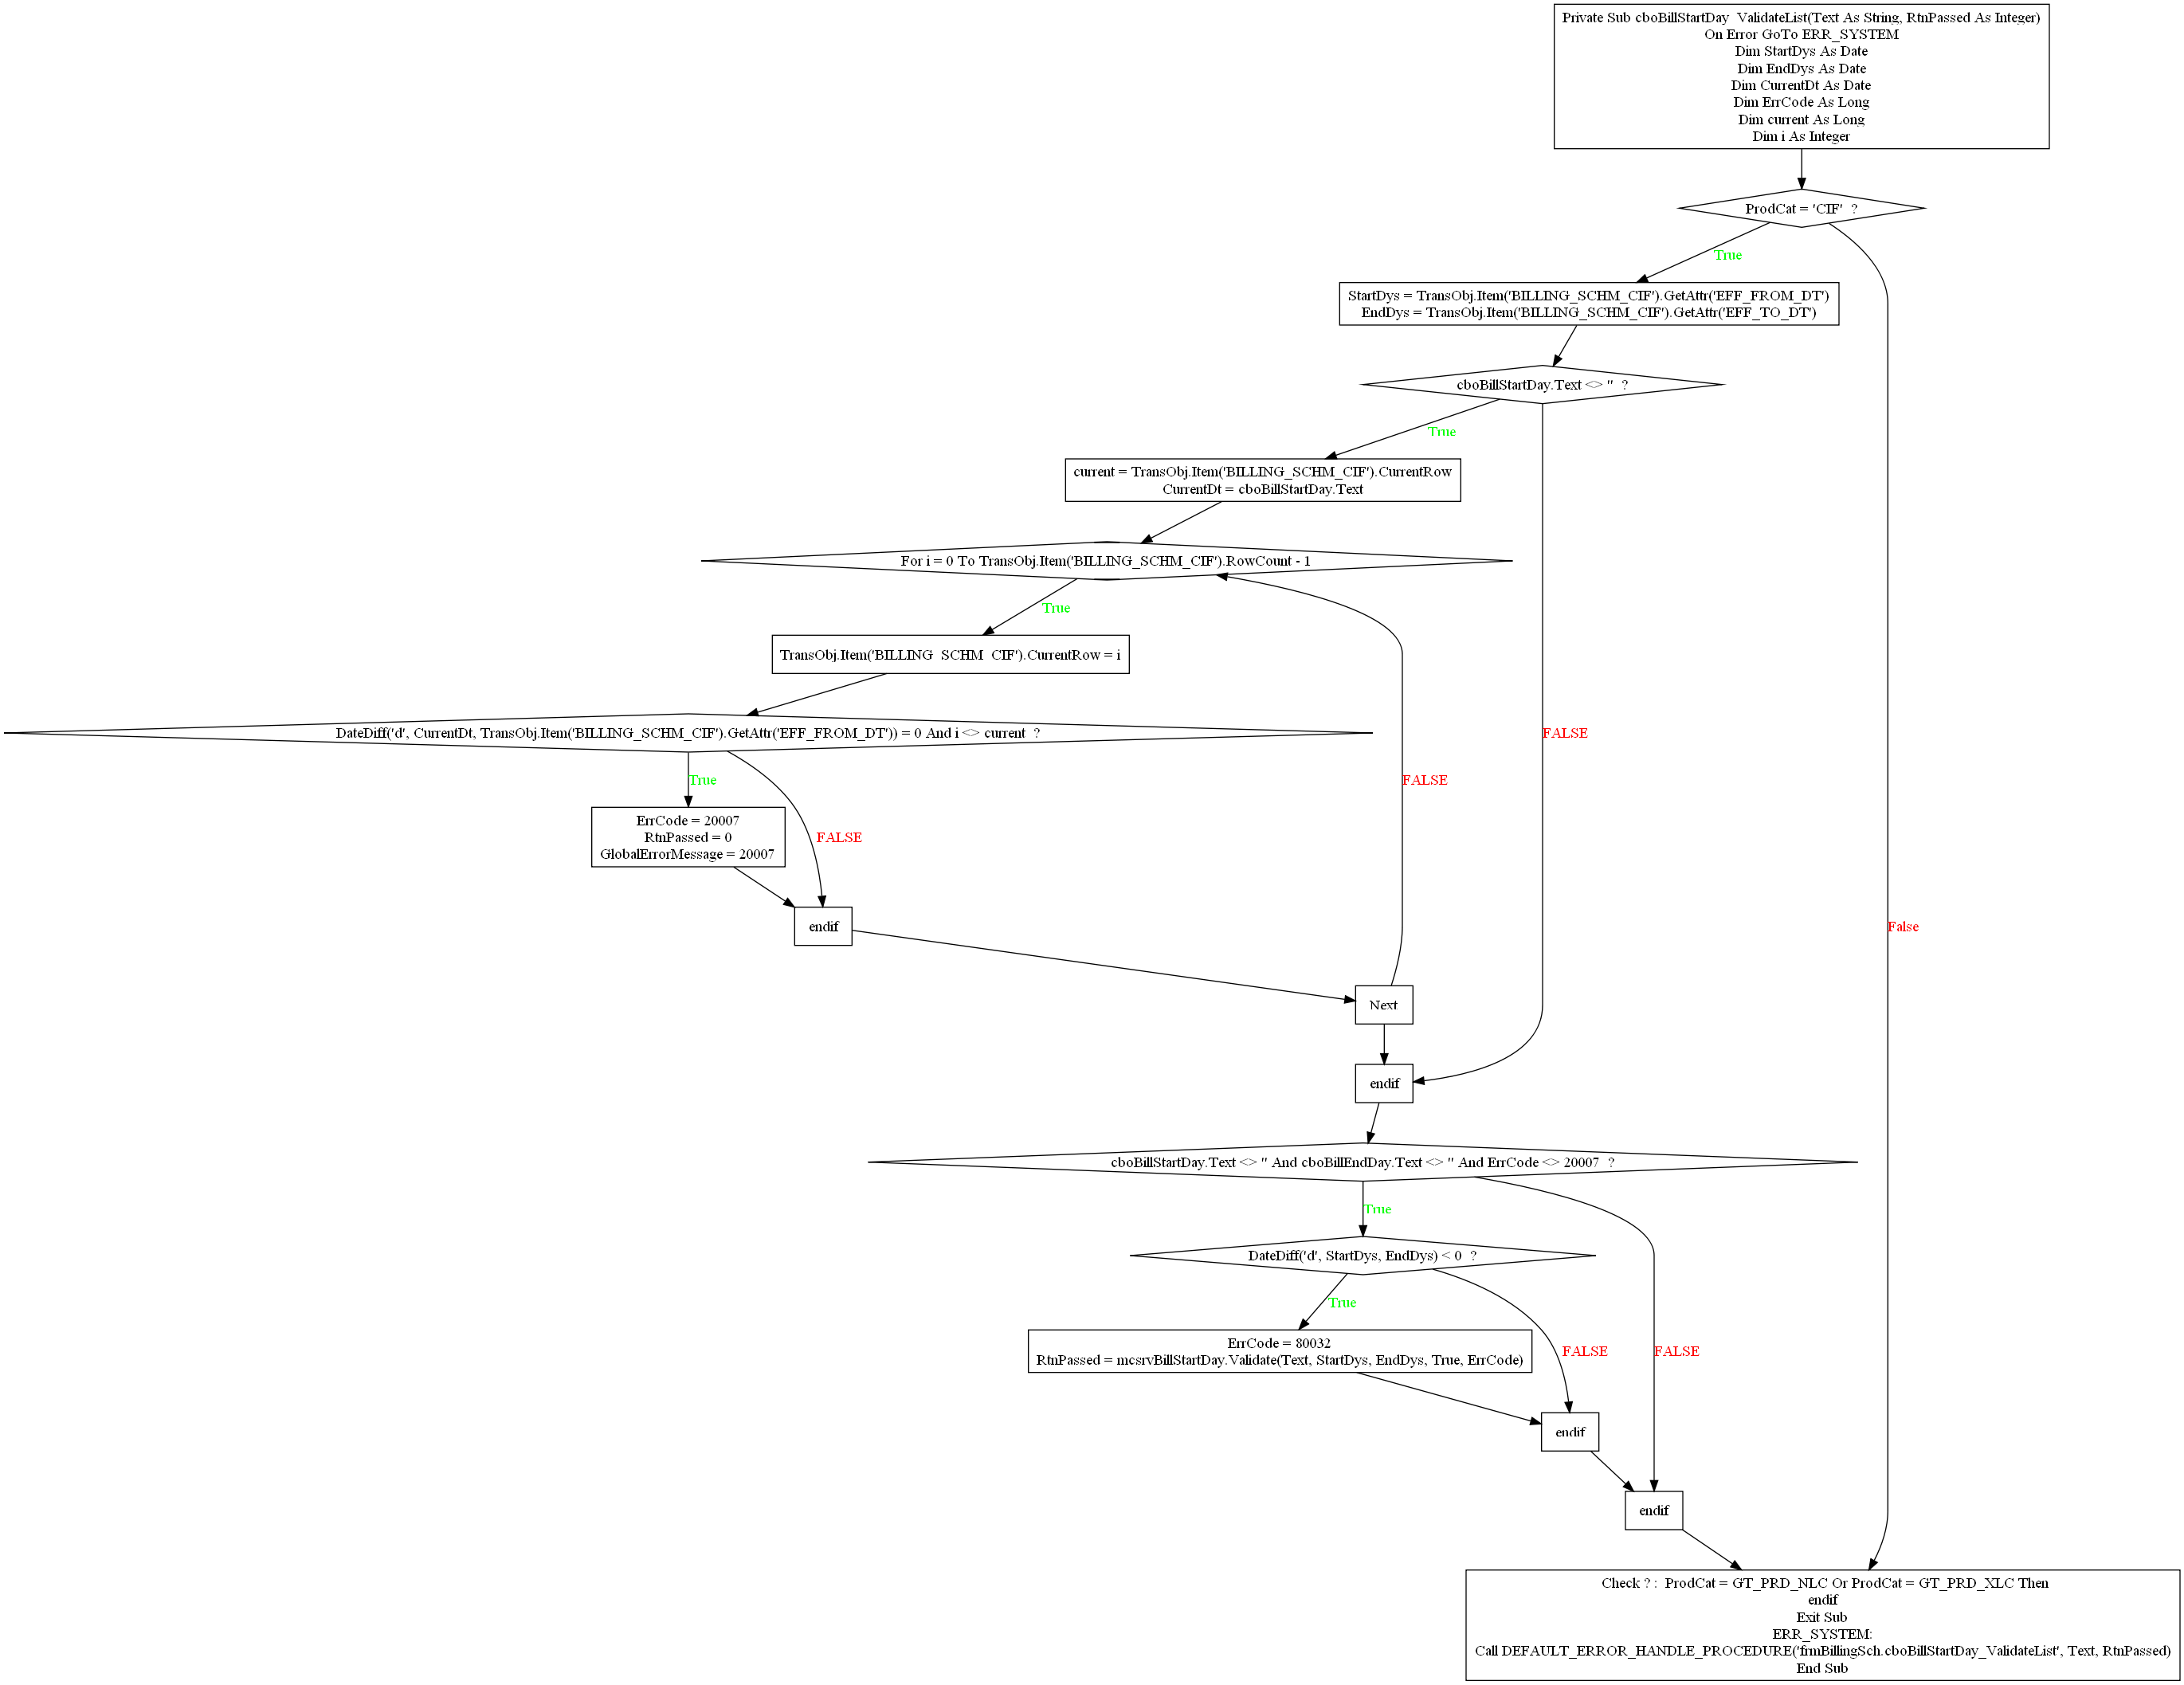 Private Sub cboBillStartDay_ValidateList(Text As String, RtnPassed As Integer)
On Error GoTo ERR_SYSTEM
Dim StartDys As Date
Dim EndDys As Date
Dim CurrentDt As Date
Dim ErrCode As Long
Dim current As Long
Dim i As Integer
ProdCat = 'CIF' ?
True
StartDys = TransObj.Item('BILLING_SCHM_CIF').GetAttr('EFF_FROM_DT')
EndDys = TransObj.Item('BILLING_SCHM_CIF').GetAttr('EFF_TO_DT')
cboBillStartDay.Text <> '' ?
True
current = TransObj.Item('BILLING_SCHM_CIF').CurrentRow
CurrentDt = cboBillStartDay.Text
For i = 0 To TransObj.Item('BILLING_SCHM_CIF').RowCount - 1
True
TransObj.Item('BILLING_SCHM_CIF').CurrentRow = i
DateDiff('d', CurrentDt, TransObj.Item('BILLING_SCHM_CIF').GetAttr('EFF_FROM_DT')) = 0 And i <> current ?
FALSE
True
FALSE
ErrCode = 20007
RtnPassed = 0
GlobalErrorMessage = 20007
FALSE
endif
False
Next
endif
cboBillStartDay.Text <> '' And cboBillEndDay.Text <> '' And ErrCode <> 20007 ?
True
DateDiff('d', StartDys, EndDys) < 0 ?
True
ErrCode = 80032
RtnPassed = mcsrvBillStartDay.Validate(Text, StartDys, EndDys, True, ErrCode)
FALSE
FALSE
endif
endif
Check ? : ProdCat = GT_PRD_NLC Or ProdCat = GT_PRD_XLC Then
endif
Exit Sub
ERR_SYSTEM:
Call DEFAULT_ERROR_HANDLE_PROCEDURE('frmBillingSch.cboBillStartDay_ValidateList', Text, RtnPassed)
End Sub